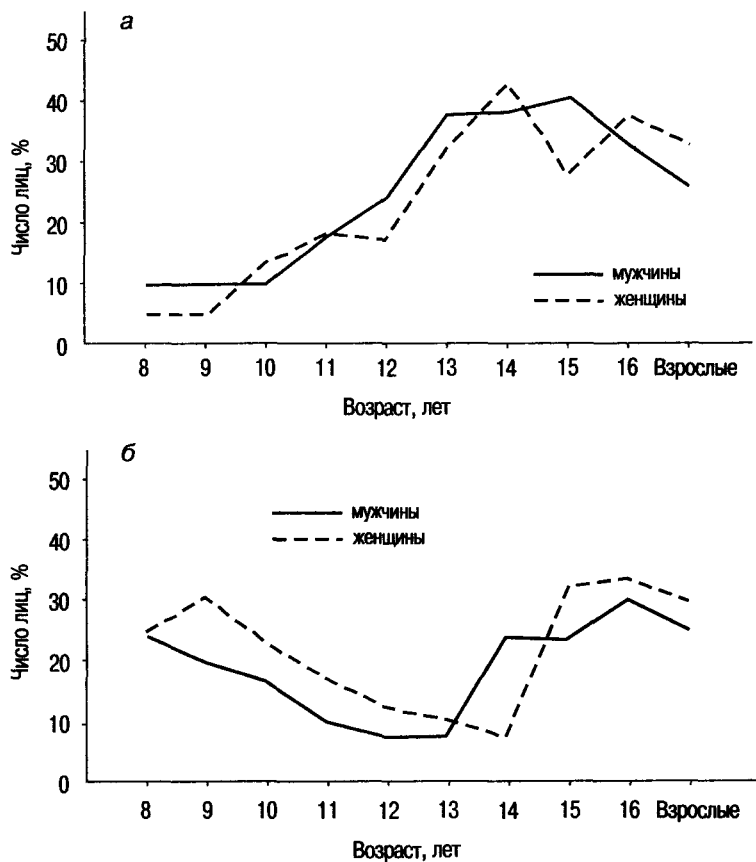 а
50
40
30
20
10
0
Число лиц, %
мужчины
женщины
8 9 10 11 12 13 14 15 16 Взрослые
Возраст, лет
б
50
40
30
20
10
0
Число лиц, %
мужчины
женщины
8 9 10 11 12 13 14 15 16 Взрослые
Возраст, лет